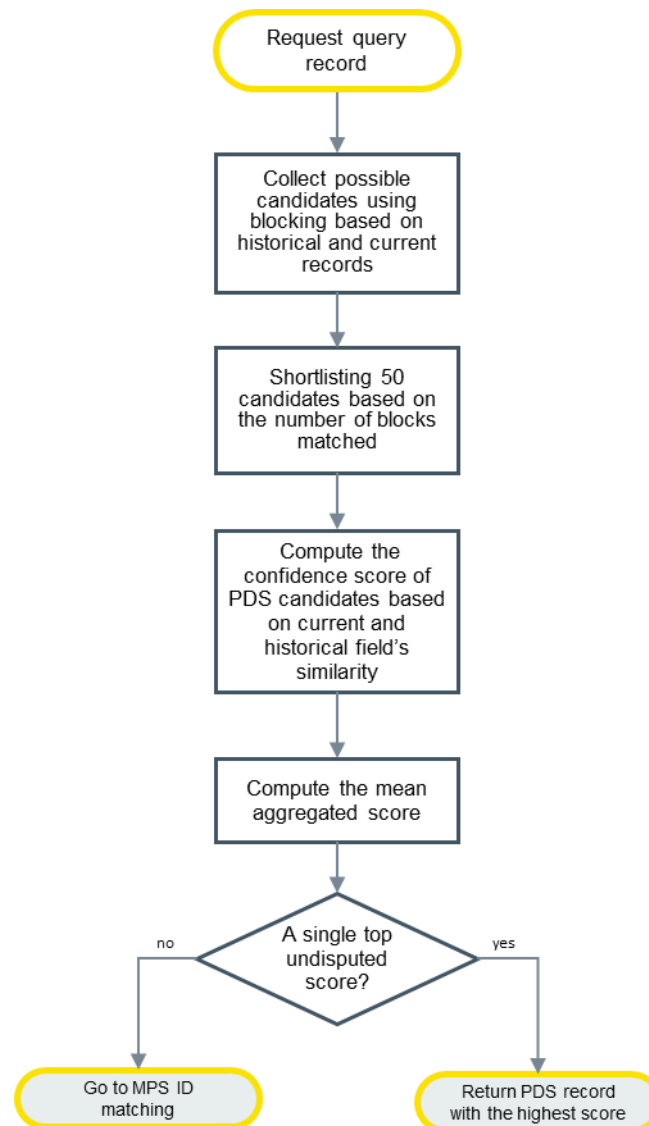 Request query
record
Collect possible
candidates using
blocking based on
historical and current
records
Shortlisting 50
candidates based on
the number of blocks
matched
Compute the
confidence score of
PDS candidates based
on current and
historical field’s
similarity
Compute the mean
aggregated score
A single top
undisputed
score?
no
yes
Go to MPS ID
matching
Return PDS record
with the highest score